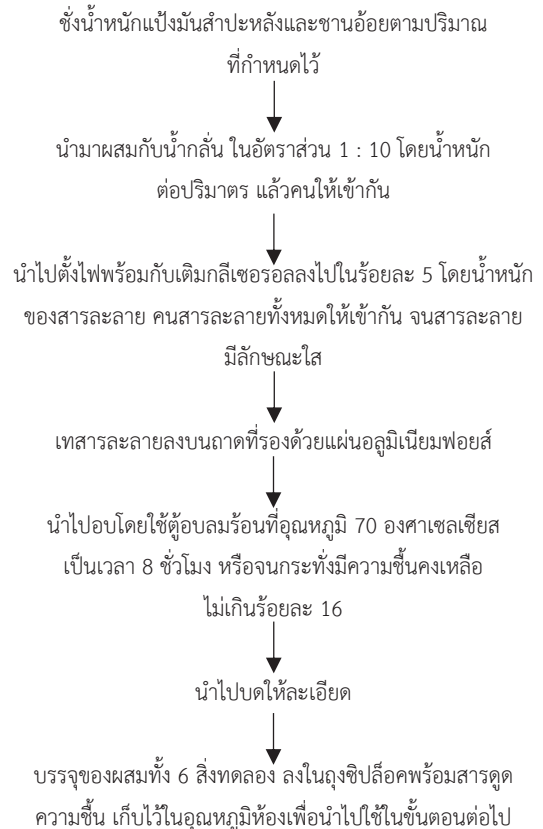 ชั่งน้ำหนักแป้งมันสำปะหลังและชานอ้อยตามปริมาณ
ที่กำหนดไว้
นำมาผสมกับน้ำกลั่น ในอัตราส่วน 1 : 10 โดยน้ำหนัก
ต่อปริมาตร แล้วคนให้เข้ากัน
นำไปตั้งไฟพร้อมกับเติมกลีเซอรอลลงไปในร้อยละ 5 โดยน้ำหนัก
ของสารละลาย คนสารละลายทั้งหมดให้เข้ากัน จนสารละลาย
มีลักษณะใส
เทสารละลายลงบนถาดที่รองด้วยแผ่นอลูมิเนียมฟอยส์
นำไปอบโดยใช้ตู้อบลมร้อนที่อุณหภูมิ 70 องศาเซลเซียส
เป็นเวลา 8 ชั่วโมง หรือจนกระทั่งมีความชื้นคงเหลือ
ไม่เกินร้อยละ 16
นำไปบดให้ละเอียด
บรรจุของผสมทั้ง 6 สิ่งทดลอง ลงในถุงซิปล็อคพร้อมสารดูด
ความชื้น เก็บไว้ในอุณหภูมิห้องเพื่อนำไปใช้ในขั้นตอนต่อไป